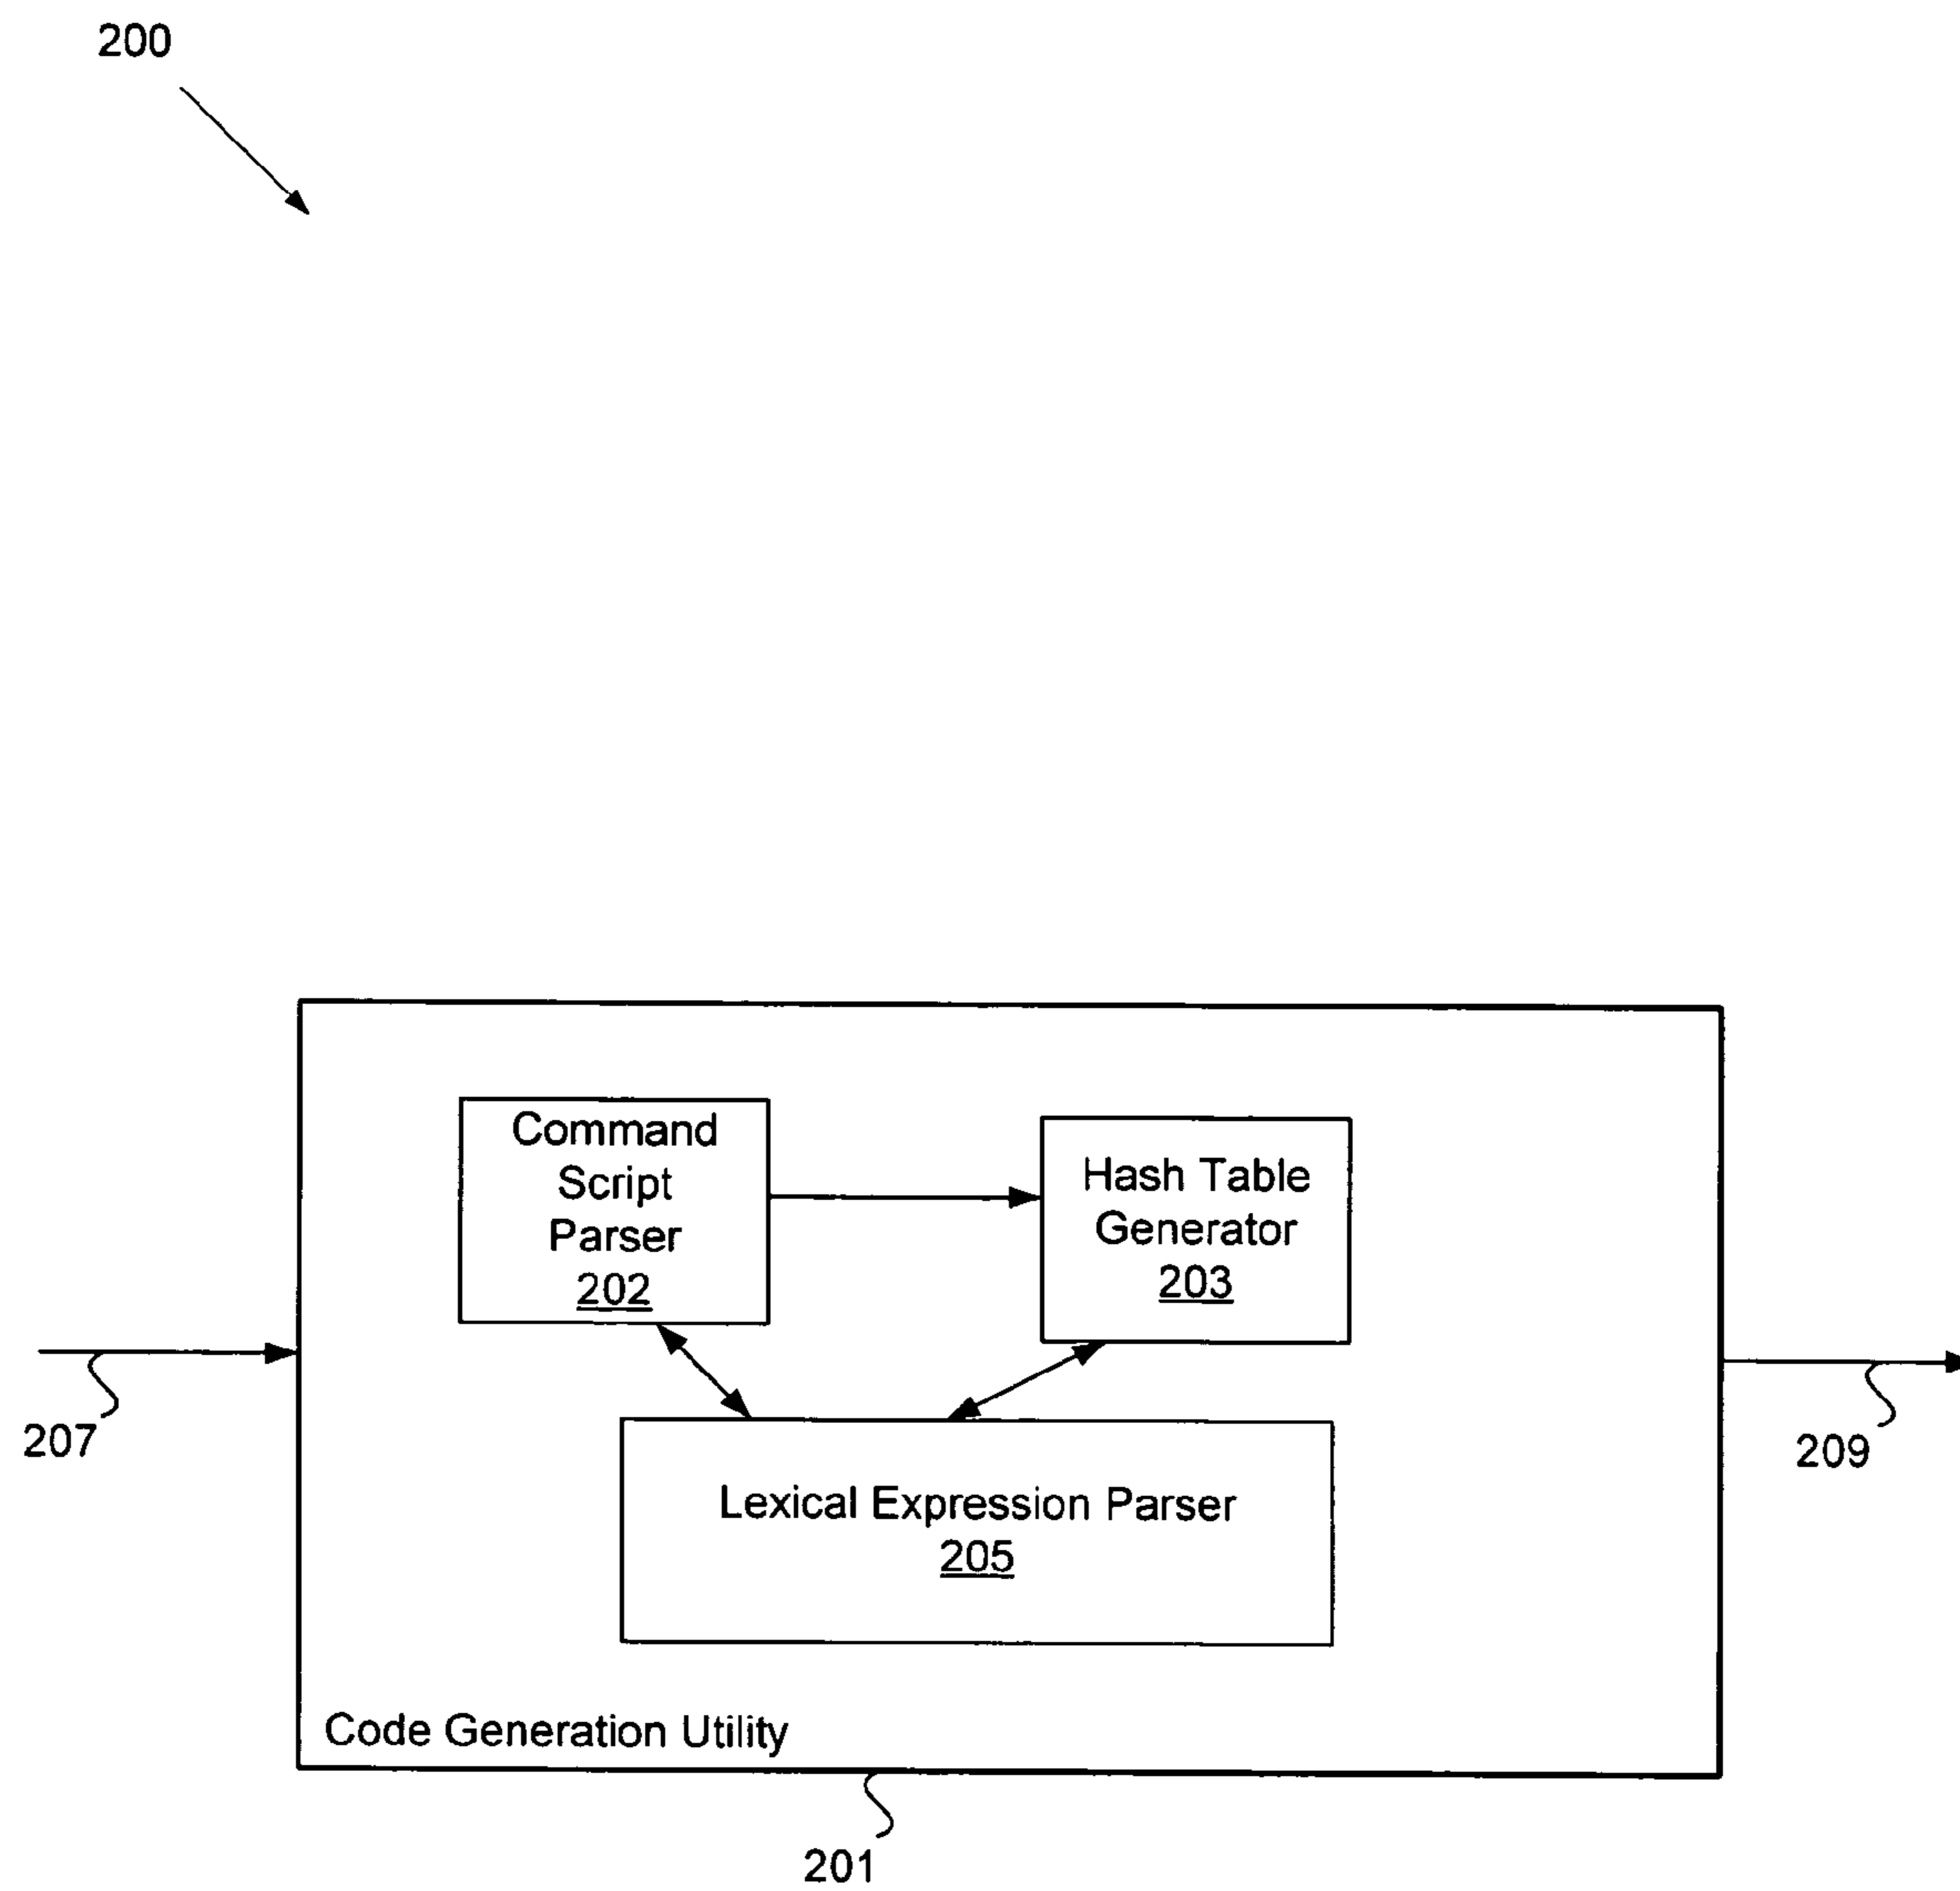 200
Command
Script
Parser
202
Hash Table
Generator
203
207
209
Lexical Expression Parser
205
Code Generation Utility
201